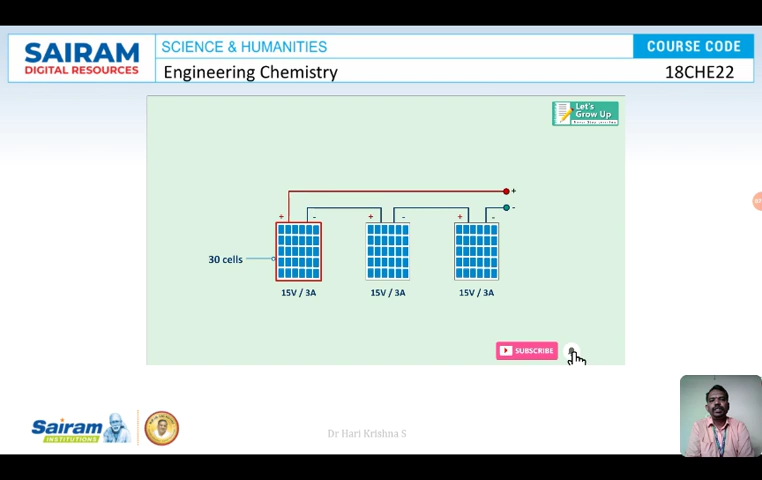 SAIRAM
DIGITAL RESOURCES
SCIENCE & HUMANITIES
COURSE CODE
Engineering Chemistry
18CHE22
Let's
Grow Up
+
-
+ - + - + -
30 cells
15V / 3A 15V / 3A 15V / 3A
SUBSCRIBE
Sairam
INSTITUTIONS
Dr Hari Krishna S